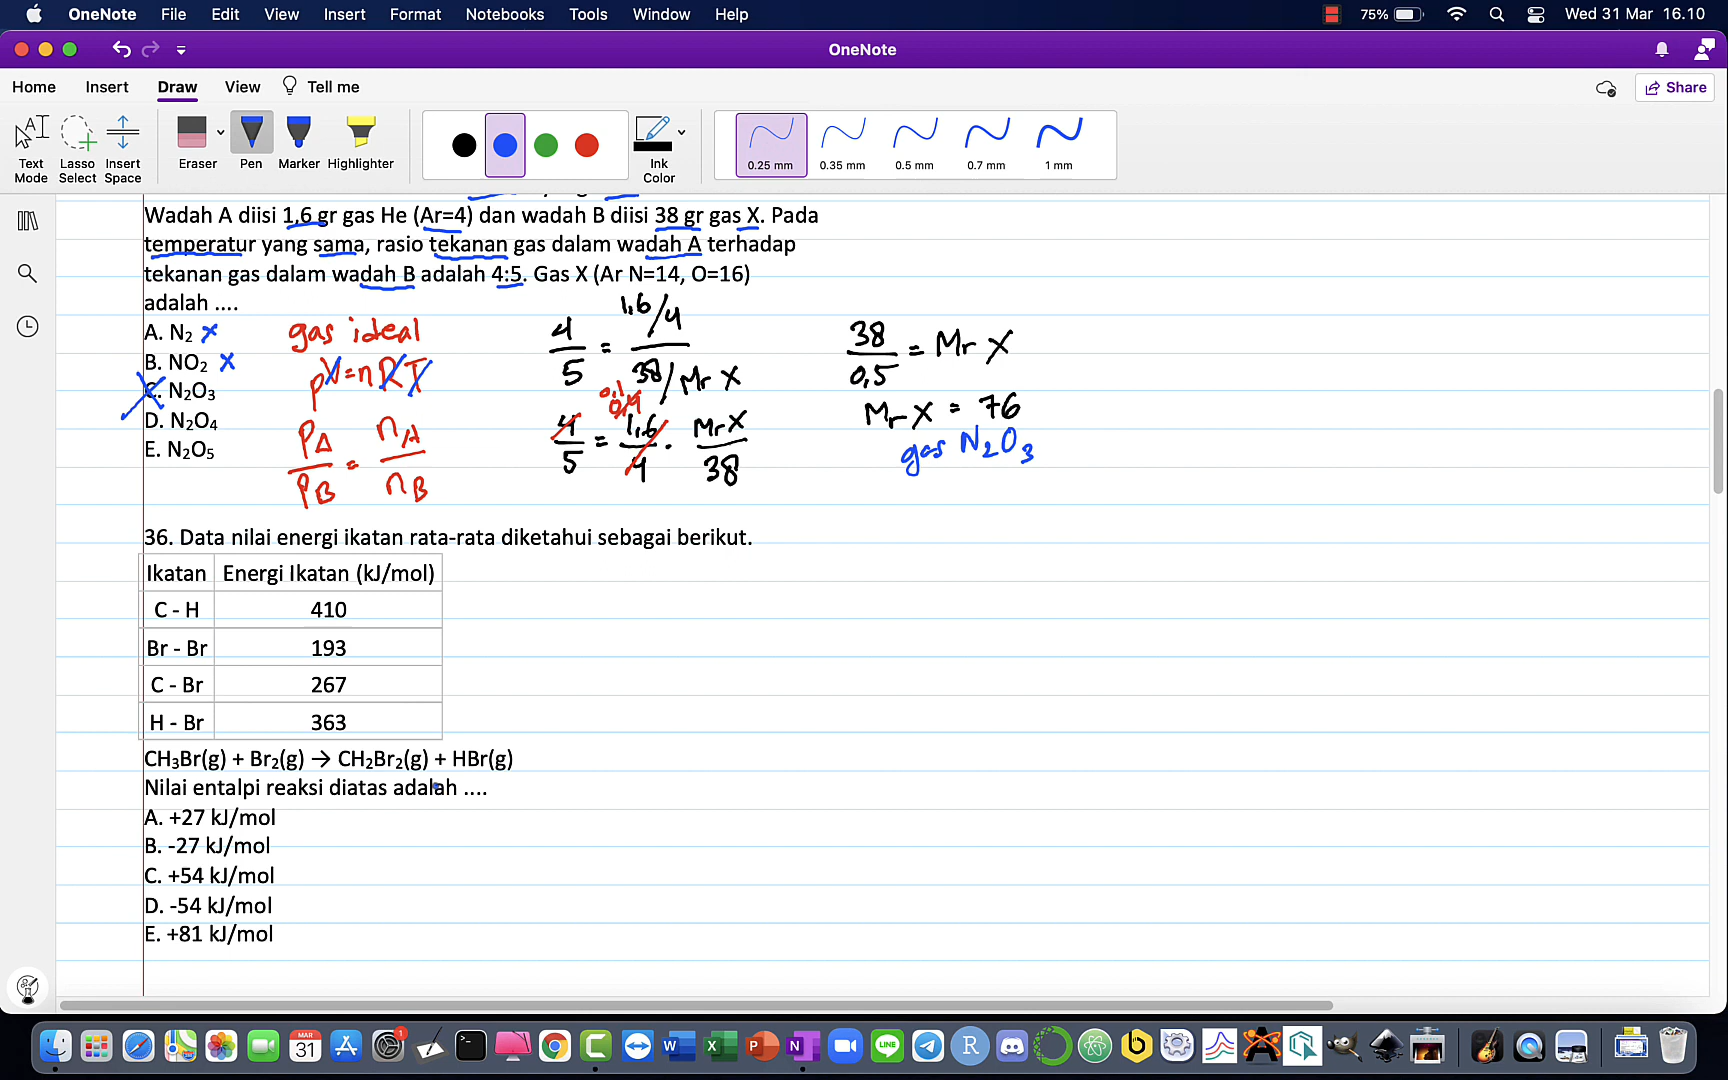 OneNote File Edit View Insert Format Notebooks Tools Window Help 75% Wed 31 Mar 16.10
OneNote
Home Insert Draw View Tell me Share
Text Mode Lasso Select Insert Space Eraser Pen Marker Highlighter Ink Color 0.25 mm 0.35 mm 0.5 mm 0.7 mm 1 mm
Wadah A diisi 1,6 gr gas He (Ar=4) dan wadah B diisi 38 gr gas X. Pada
temperatur yang sama, rasio tekanan gas dalam wadah A terhadap
tekanan gas dalam wadah B adalah 4:5. Gas X (Ar N=14, O=16)
adalah ....
A. N₂ x
B. NO₂ x
C. N₂O₃
D. N₂O₄
E. N₂O₅
gas ideal
pV = nRT
PA/PB = nA/nB
4/5 = 1,6/4 / 38/Mr X
0,1
0,4
4/5 = 1,6/4 . Mr X/38
38/0,5 = Mr X
Mr X = 76
gas N₂O₃
36. Data nilai energi ikatan rata-rata diketahui sebagai berikut.
Ikatan Energi Ikatan (kJ/mol)
C - H 410
Br - Br 193
C - Br 267
H - Br 363
CH₃Br(g) + Br₂(g) → CH₂Br₂(g) + HBr(g)
Nilai entalpi reaksi diatas adalah ....
A. +27 kJ/mol
B. -27 kJ/mol
C. +54 kJ/mol
D. -54 kJ/mol
E. +81 kJ/mol
MAR 31 1 LINE R